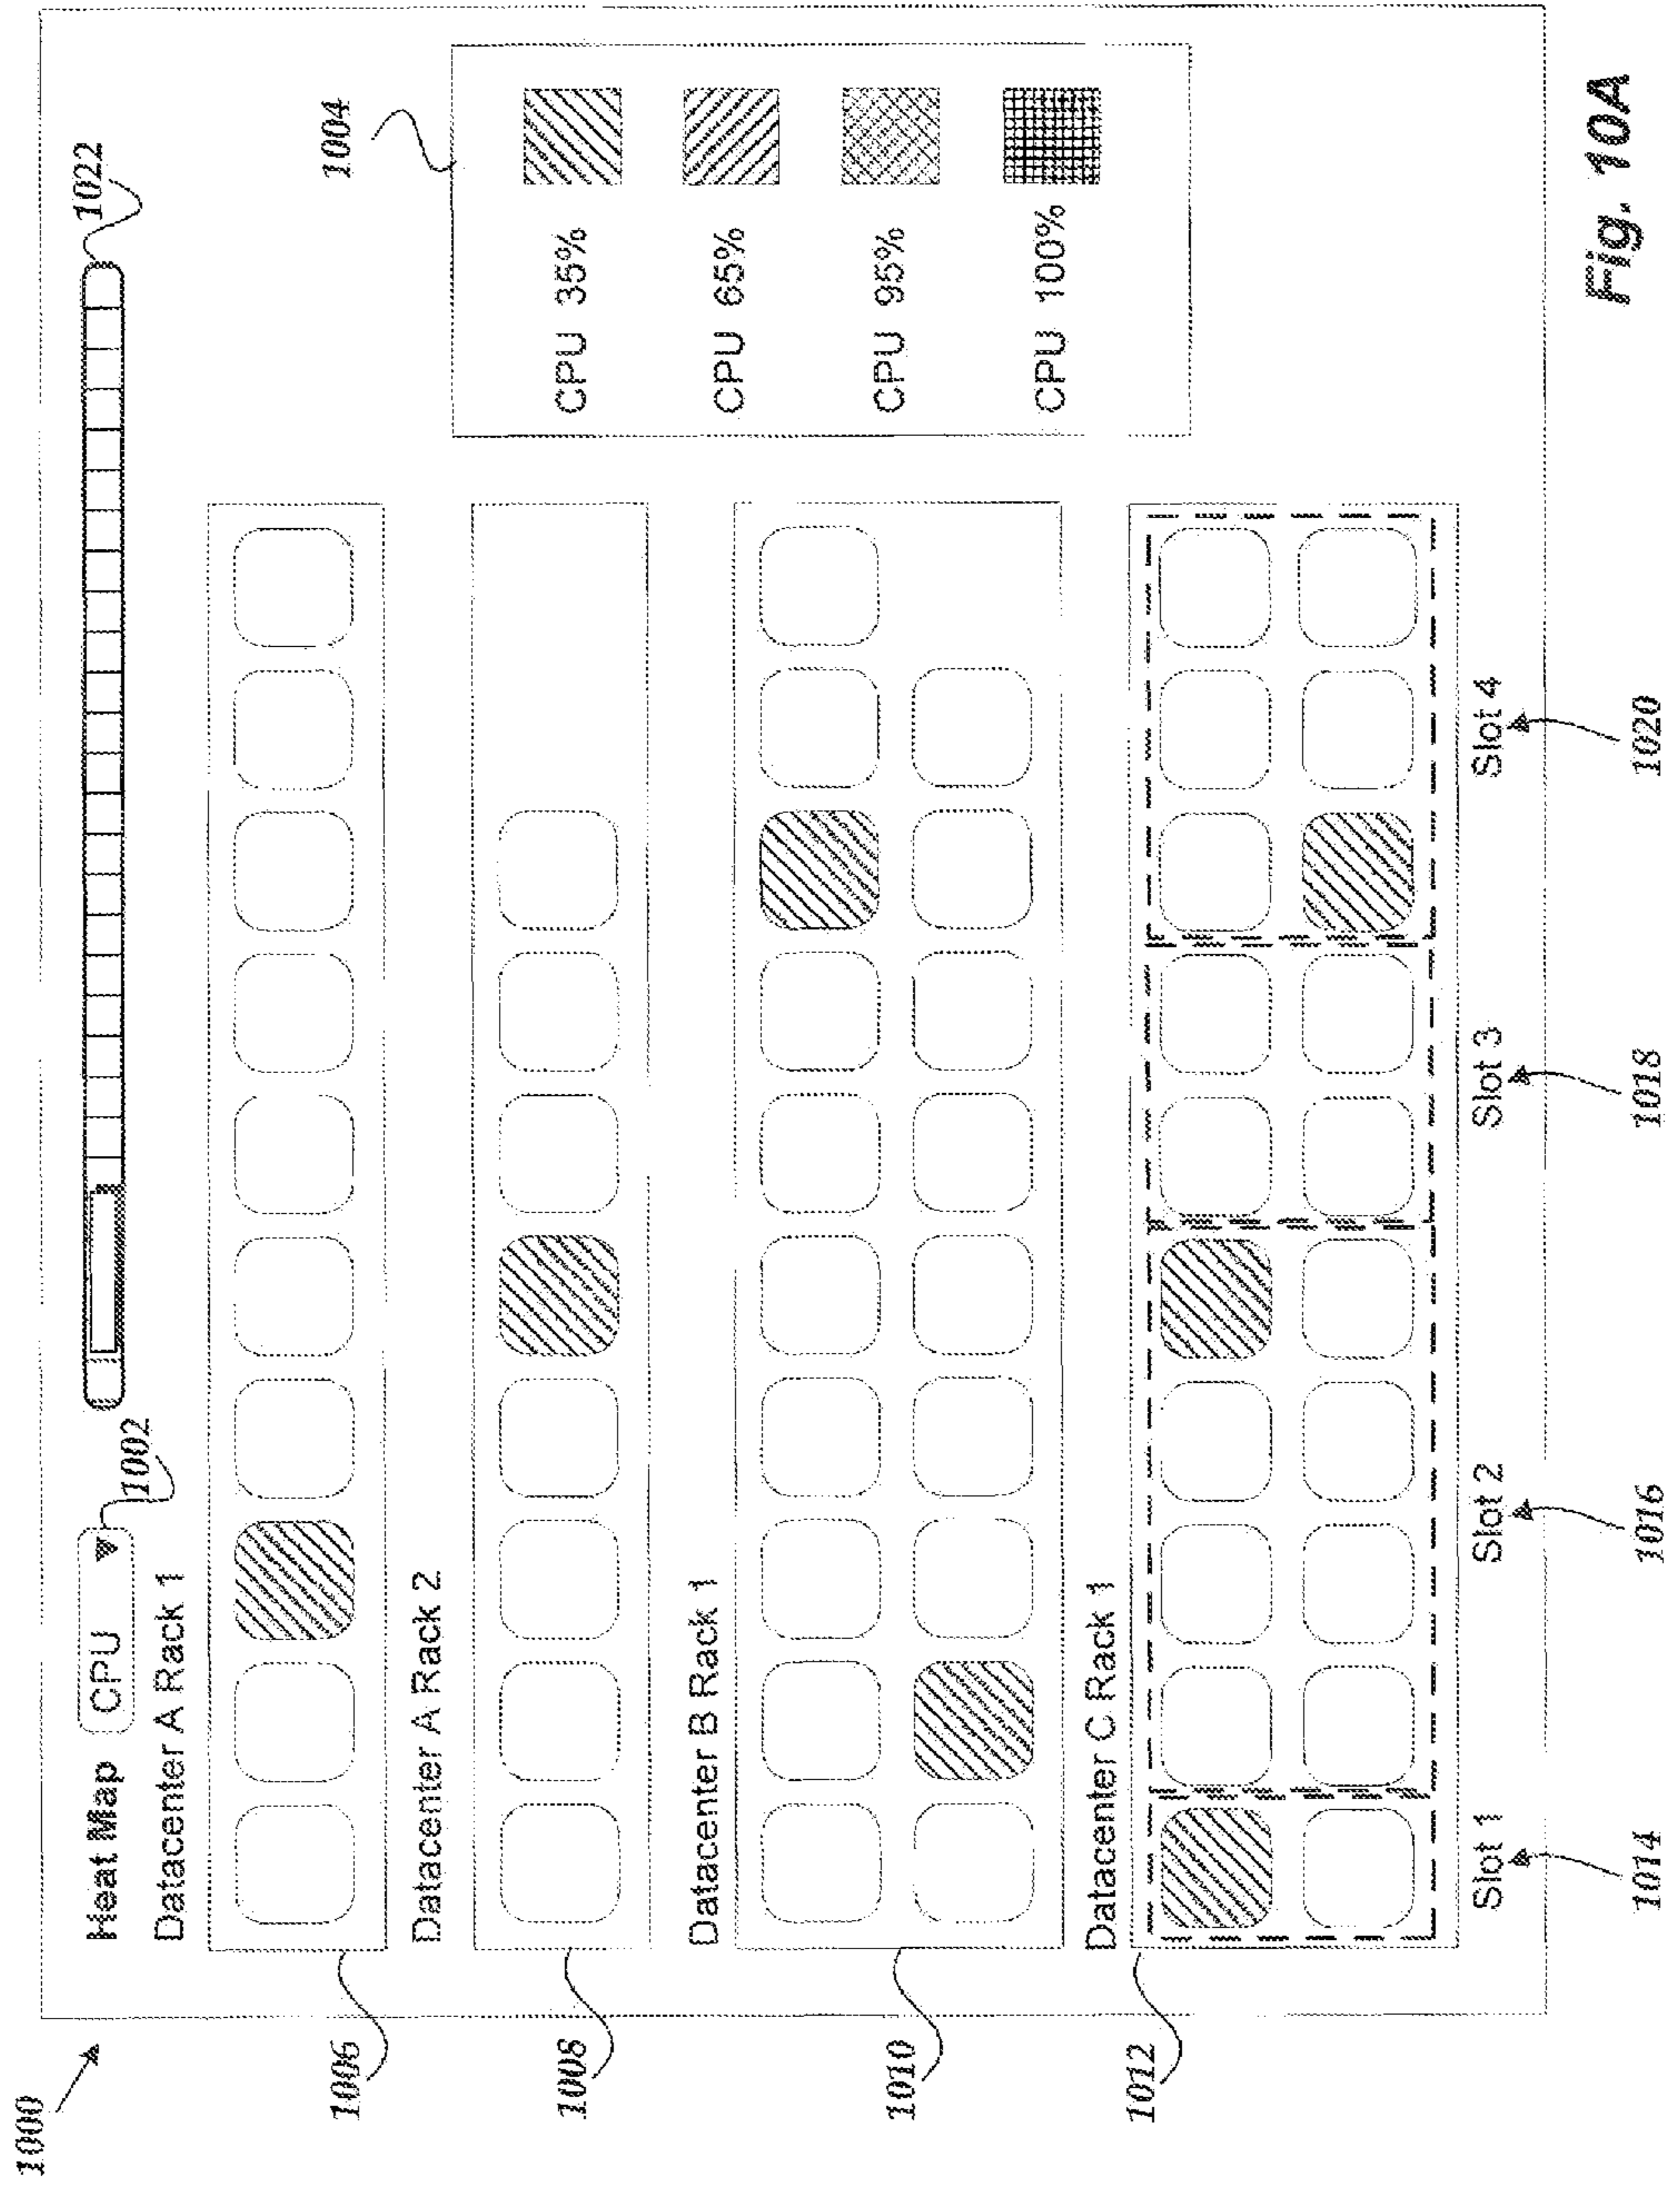 1000
Heat Map
CPU
1002
1022
Datacenter A Rack 1
1006
Datacenter A Rack 2
1008
Datacenter B Rack 1
1010
Datacenter C Rack 1
1012
1004
CPU 35%
CPU 65%
CPU 95%
CPU 100%
Slot 1
Slot 2
Slot 3
Slot 4
1014
1016
1018
1020
Fig. 10A